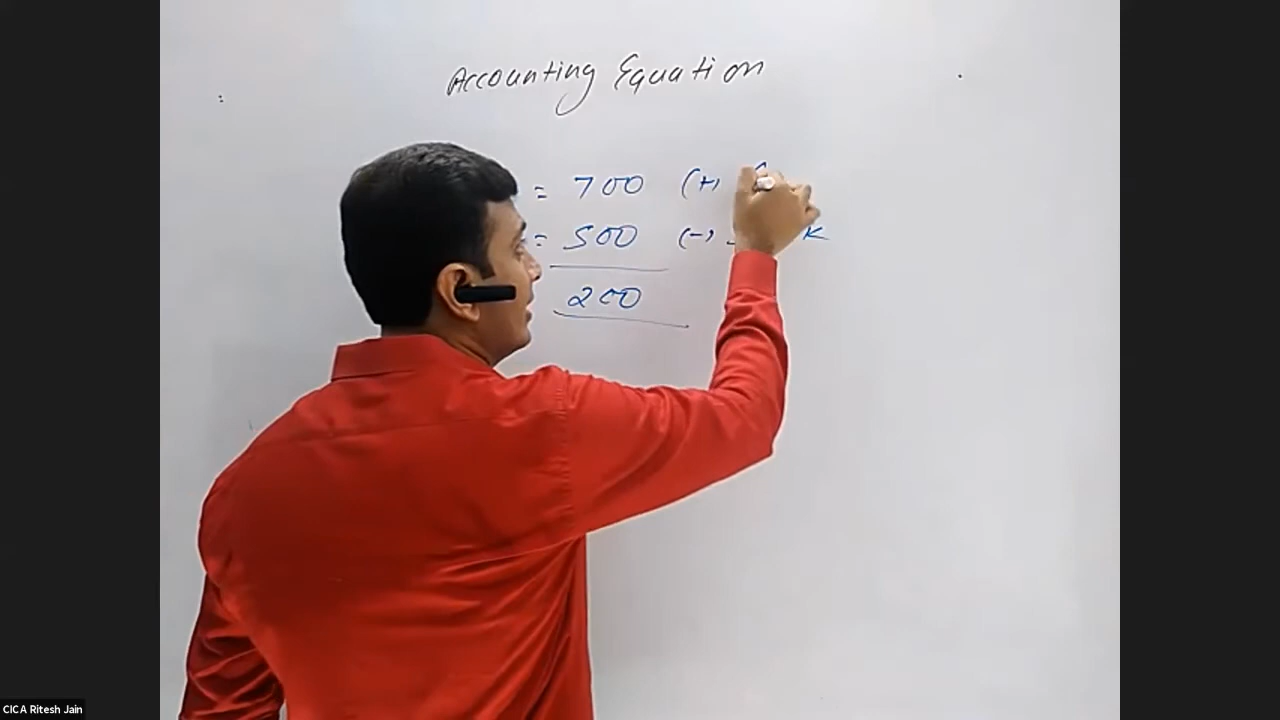 Accounting Equation
= 700 (+)
= 500 (-) K
200
CICA Ritesh Jain